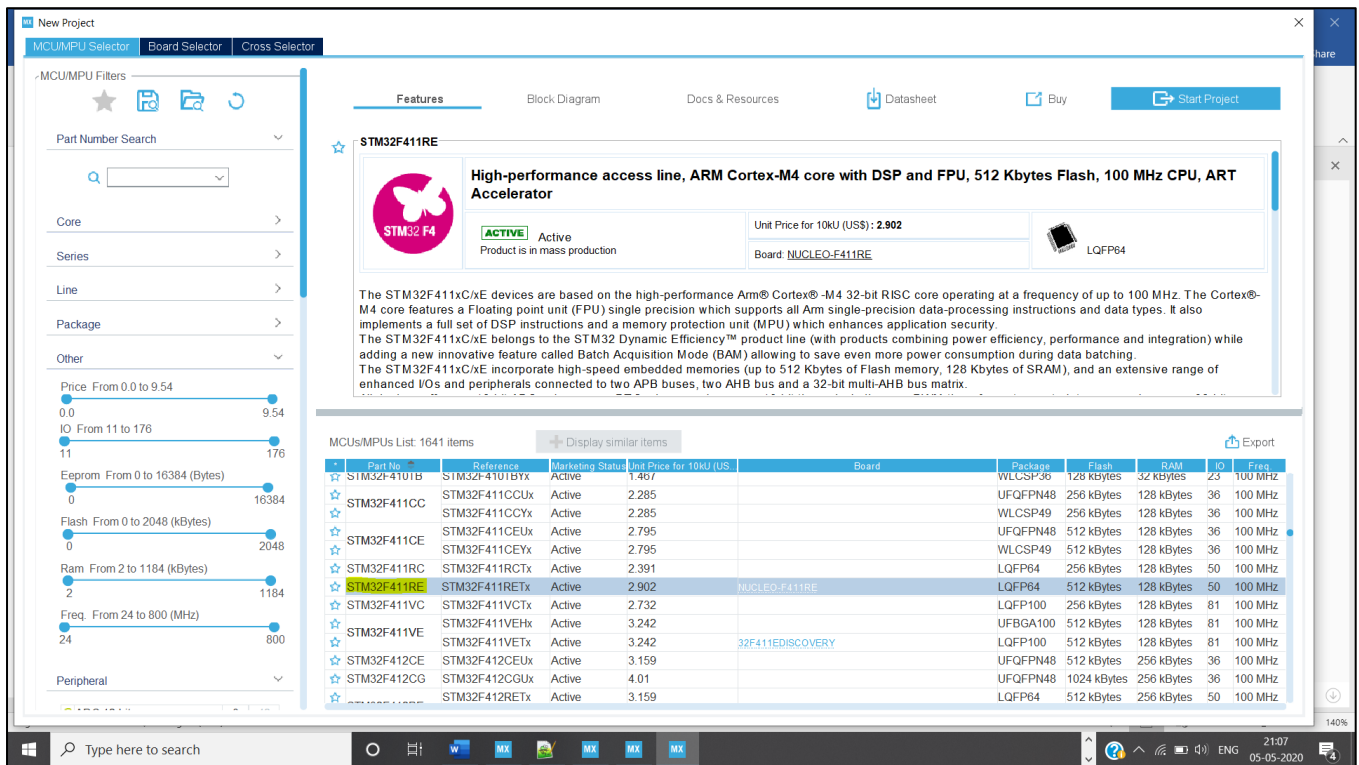 New Project
MCU/MPU Selector Board Selector Cross Selector
hare
MCU/MPU Filters
Part Number Search
Core
Series
Line
Package
Other
Price From 0.0 to 9.54
0.0 9.54
IO From 11 to 176
11 176
Eeprom From 0 to 16384 (Bytes)
0 16384
Flash From 0 to 2048 (kBytes)
0 2048
Ram From 2 to 1184 (kBytes)
2 1184
Freq. From 24 to 800 (MHz)
24 800
Peripheral
Features Block Diagram Docs & Resources Datasheet Buy Start Project
STM32F411RE
STM32 F4
High-performance access line, ARM Cortex-M4 core with DSP and FPU, 512 Kbytes Flash, 100 MHz CPU, ART
Accelerator
ACTIVE Active
Product is in mass production
Unit Price for 10kU (US$) : 2.902
Board: NUCLEO-F411RE
LQFP64
The STM32F411xC/xE devices are based on the high-performance Arm® Cortex® -M4 32-bit RISC core operating at a frequency of up to 100 MHz. The Cortex®-
M4 core features a Floating point unit (FPU) single precision which supports all Arm single-precision data-processing instructions and data types. It also
implements a full set of DSP instructions and a memory protection unit (MPU) which enhances application security.
The STM32F411xC/xE belongs to the STM32 Dynamic Efficiency™ product line (with products combining power efficiency, performance and integration) while
adding a new innovative feature called Batch Acquisition Mode (BAM) allowing to save even more power consumption during data batching.
The STM32F411xC/xE incorporate high-speed embedded memories (up to 512 Kbytes of Flash memory, 128 Kbytes of SRAM), and an extensive range of
enhanced I/Os and peripherals connected to two APB buses, two AHB bus and a 32-bit multi-AHB bus matrix.
MCUs/MPUs List: 1641 items Display similar items Export
* Part No Reference Marketing Status Unit Price for 10kU (US... Board Package Flash RAM IO Freq.
STM32F410TB STM32F410TBYx Active 1.467 WLCSP36 128 kBytes 32 kBytes 23 100 MHz
STM32F411CC STM32F411CCUx Active 2.285 UFQFPN48 256 kBytes 128 kBytes 36 100 MHz
STM32F411CCYx Active 2.285 WLCSP49 256 kBytes 128 kBytes 36 100 MHz
STM32F411CE STM32F411CEUx Active 2.795 UFQFPN48 512 kBytes 128 kBytes 36 100 MHz
STM32F411CEYx Active 2.795 WLCSP49 512 kBytes 128 kBytes 36 100 MHz
STM32F411RC STM32F411RCTx Active 2.391 LQFP64 256 kBytes 128 kBytes 50 100 MHz
STM32F411RE STM32F411RETx Active 2.902 NUCLEO-F411RE LQFP64 512 kBytes 128 kBytes 50 100 MHz
STM32F411VC STM32F411VCTx Active 2.732 LQFP100 256 kBytes 128 kBytes 81 100 MHz
STM32F411VE STM32F411VEHx Active 3.242 UFBGA100 512 kBytes 128 kBytes 81 100 MHz
STM32F411VETx Active 3.242 32F411EDISCOVERY LQFP100 512 kBytes 128 kBytes 81 100 MHz
STM32F412CE STM32F412CEUx Active 3.159 UFQFPN48 512 kBytes 256 kBytes 36 100 MHz
STM32F412CG STM32F412CGUx Active 4.01 UFQFPN48 1024 kBytes 256 kBytes 36 100 MHz
STM32F412RETx Active 3.159 LQFP64 512 kBytes 256 kBytes 50 100 MHz
140%
Type here to search
ENG
21:07
05-05-2020
4